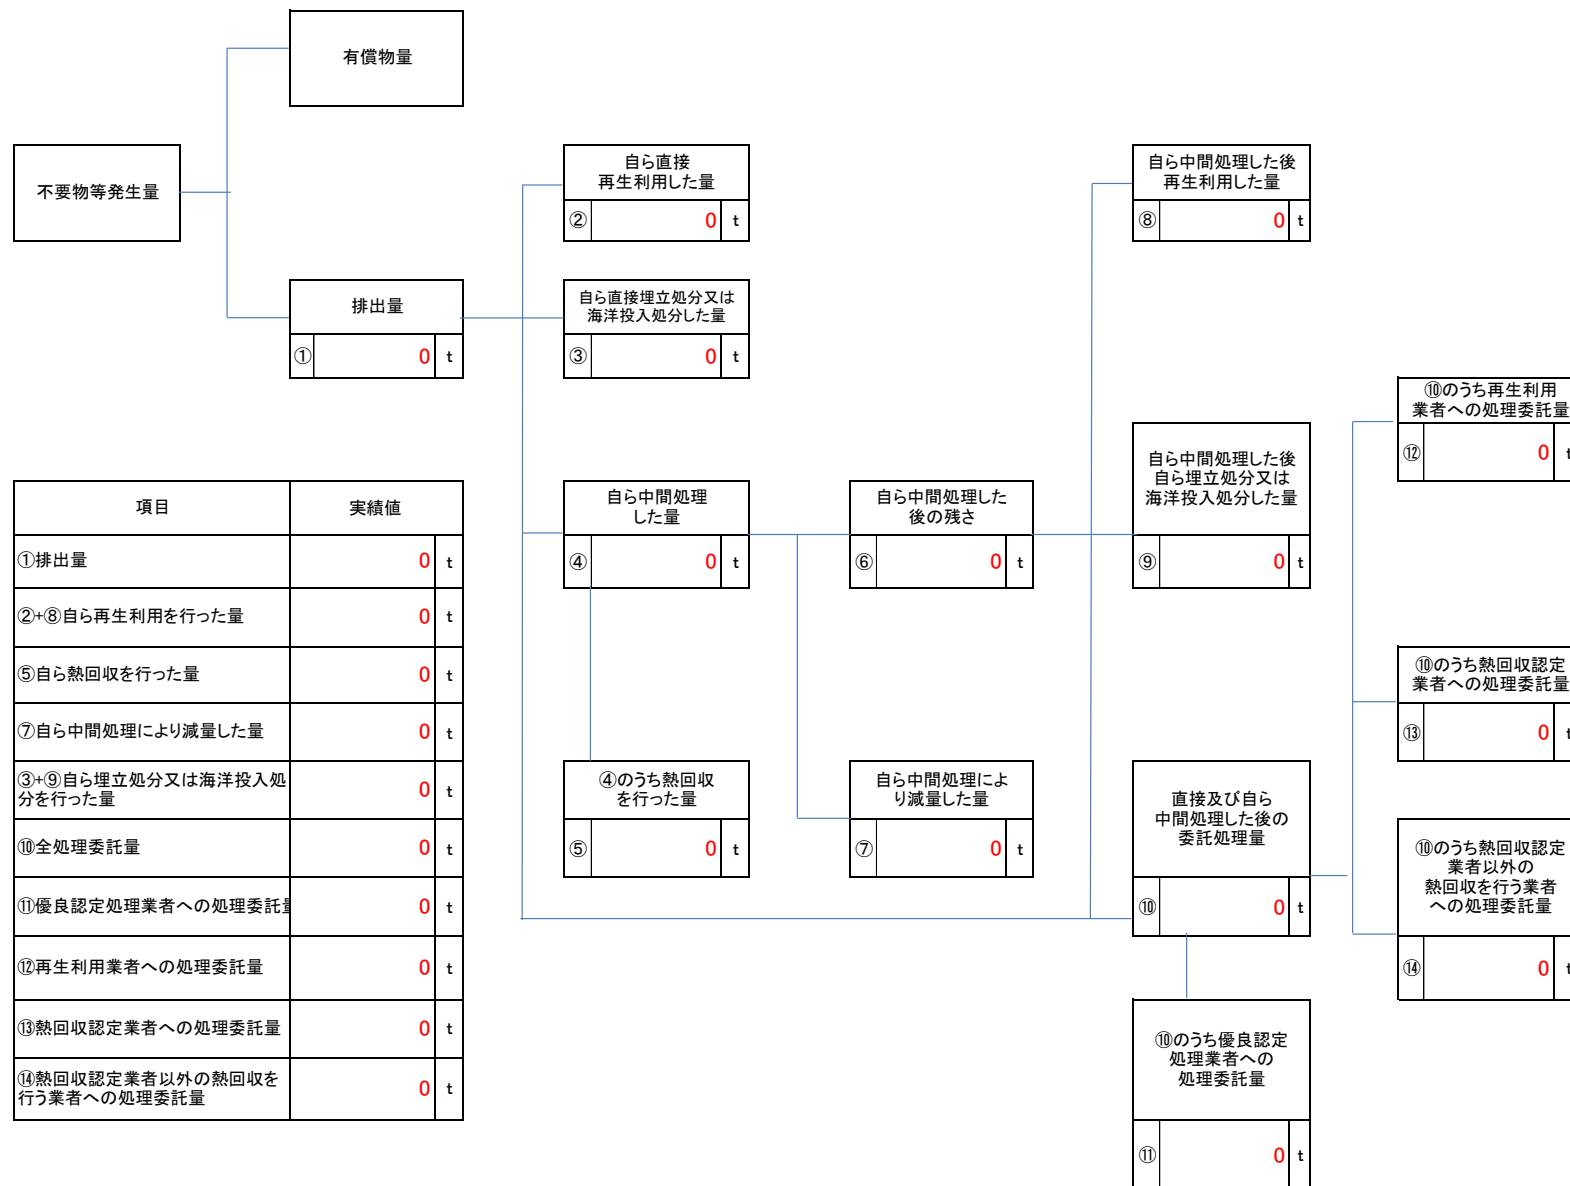 有償物量
不要物等発生量
排出量
① 0 t
自ら直接
再生利用した量
② 0 t
自ら直接埋立処分又は
海洋投入処分した量
③ 0 t
自ら中間処理
した量
④ 0 t
④のうち熱回収
を行った量
⑤ 0 t
自ら中間処理した
後の残さ
⑥ 0 t
自ら中間処理によ
り減量した量
⑦ 0 t
自ら中間処理した後
再生利用した量
⑧ 0 t
自ら中間処理した後
自ら埋立処分又は
海洋投入処分した量
⑨ 0 t
直接及び自ら
中間処理した後の
委託処理量
⑩ 0 t
⑩のうち優良認定
処理業者への
処理委託量
⑪ 0 t
⑩のうち再生利用
業者への処理委託量
⑫ 0 t
⑩のうち熱回収認定
業者への処理委託量
⑬ 0 t
⑩のうち熱回収認定
業者以外の
熱回収を行う業者
への処理委託量
⑭ 0 t
項目 実績値
①排出量 0 t
②+⑧自ら再生利用を行った量 0 t
⑤自ら熱回収を行った量 0 t
⑦自ら中間処理により減量した量 0 t
③+⑨自ら埋立処分又は海洋投入処
分を行った量 0 t
⑩全処理委託量 0 t
⑪優良認定処理業者への処理委託量 0 t
⑫再生利用業者への処理委託量 0 t
⑬熱回収認定業者への処理委託量 0 t
⑭熱回収認定業者以外の熱回収を
行う業者への処理委託量 0 t